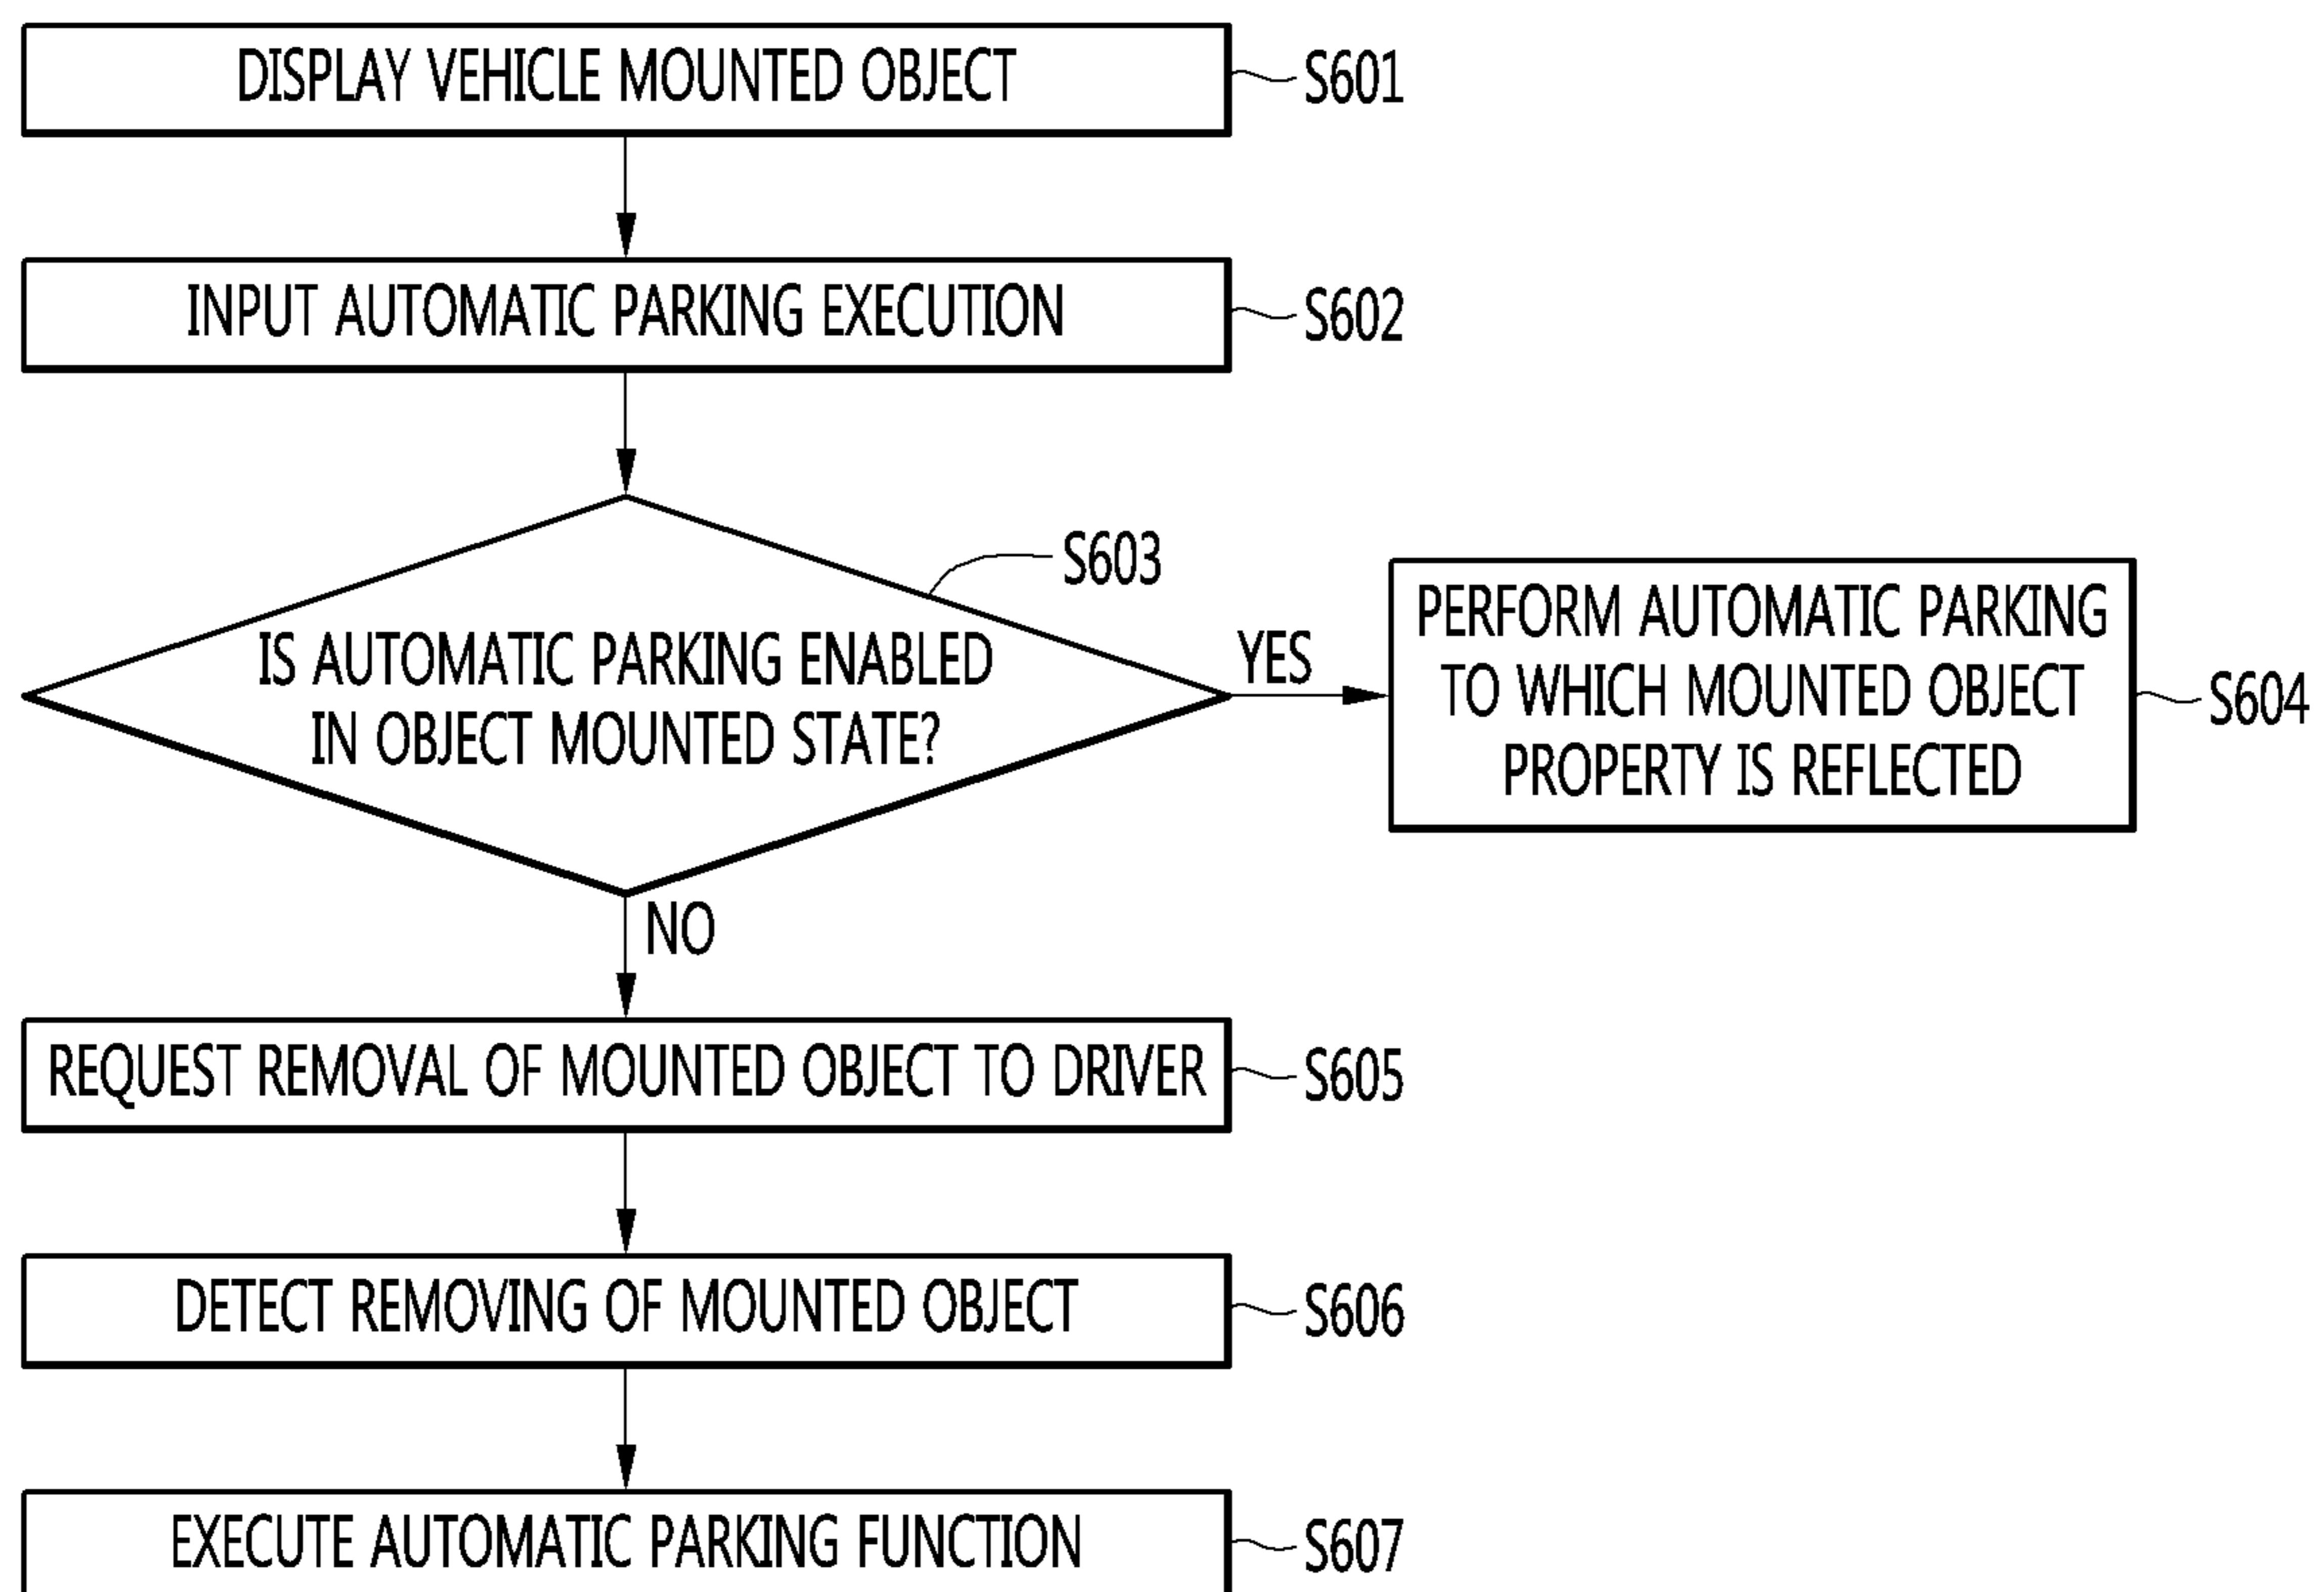 DISPLAY VEHICLE MOUNTED OBJECT
S601
INPUT AUTOMATIC PARKING EXECUTION
S602
S603
IS AUTOMATIC PARKING ENABLED
IN OBJECT MOUNTED STATE?
YES
PERFORM AUTOMATIC PARKING
TO WHICH MOUNTED OBJECT
PROPERTY IS REFLECTED
S604
NO
REQUEST REMOVAL OF MOUNTED OBJECT TO DRIVER
S605
DETECT REMOVING OF MOUNTED OBJECT
S606
EXECUTE AUTOMATIC PARKING FUNCTION
S607